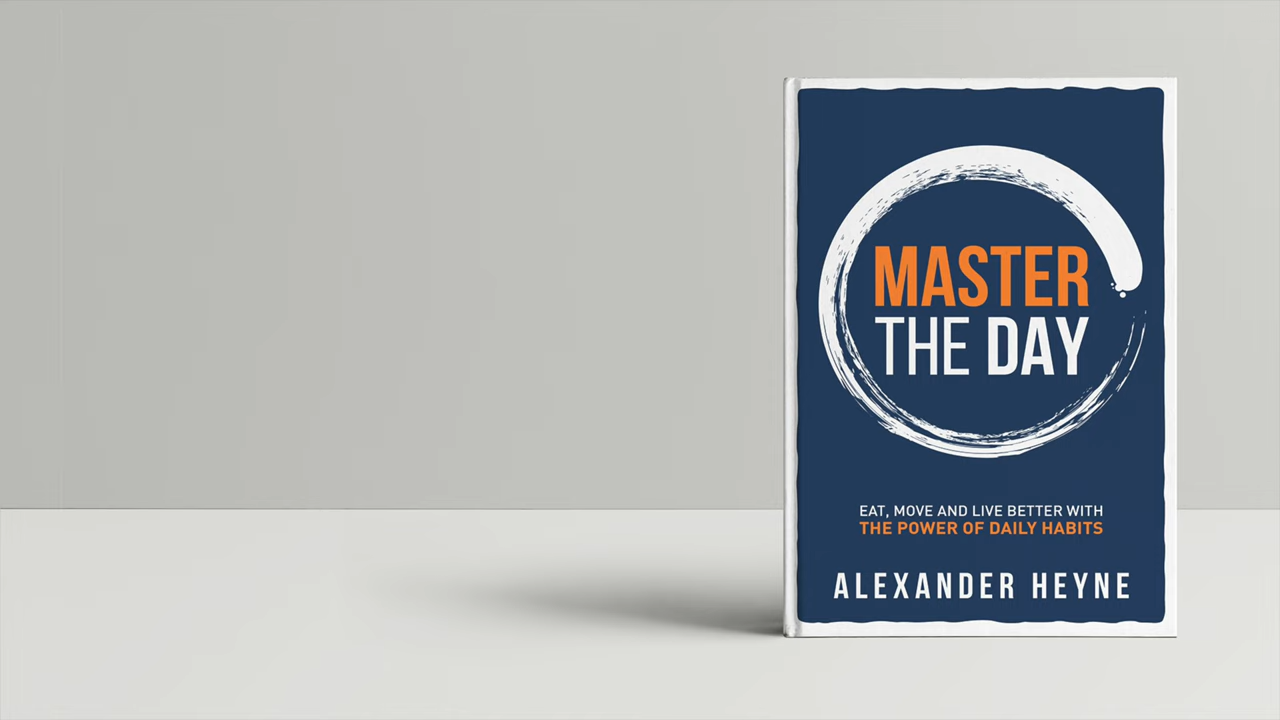 MASTER
THE DAY
EAT, MOVE AND LIVE BETTER WITH
THE POWER OF DAILY HABITS
ALEXANDER HEYNE